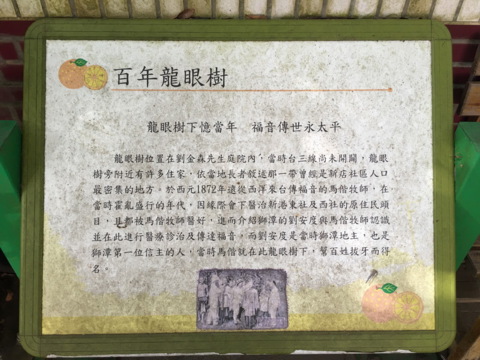 百年龍眼樹
龍眼樹下憶當年　福音傳世永太平
龍眼樹位置在劉金森先生庭院內，當時台三線尚未開闢，龍眼
樹旁附近有許多住家，依當地長者敘述那一帶曾經是新店社區人口
最密集的地方。於西元1872年遠從西洋來台傳福音的馬偕牧師，在
當時霍亂盛行的年代，因緣際會下醫治新港東社及西社的原住民頭
目，且都被馬偕牧師醫好，進而介紹獅潭的劉安度與馬偕牧師認識
並在此進行醫療診治及傳達福音。而劉安度是當時獅潭地主，也是
獅潭第一位信主的人，當時馬偕就在此龍眼樹下，幫百姓拔牙而得
名。